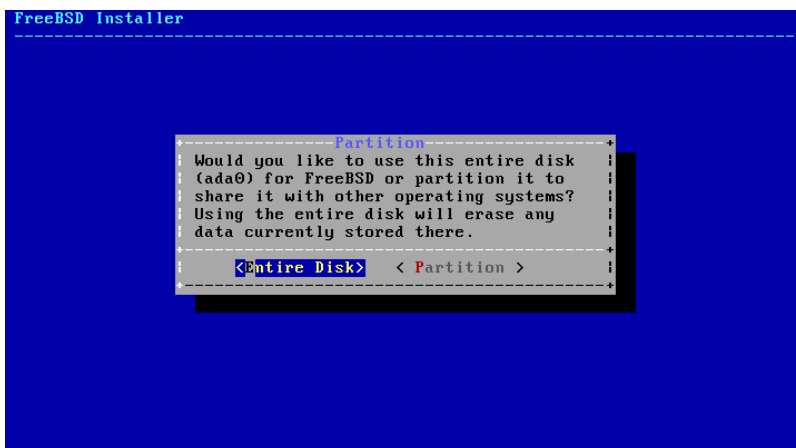 FreeBSD Installer
Partition
Would you like to use this entire disk
(ada0) for FreeBSD or partition it to
share it with other operating systems?
Using the entire disk will erase any
data currently stored there.
<Entire Disk> < Partition >